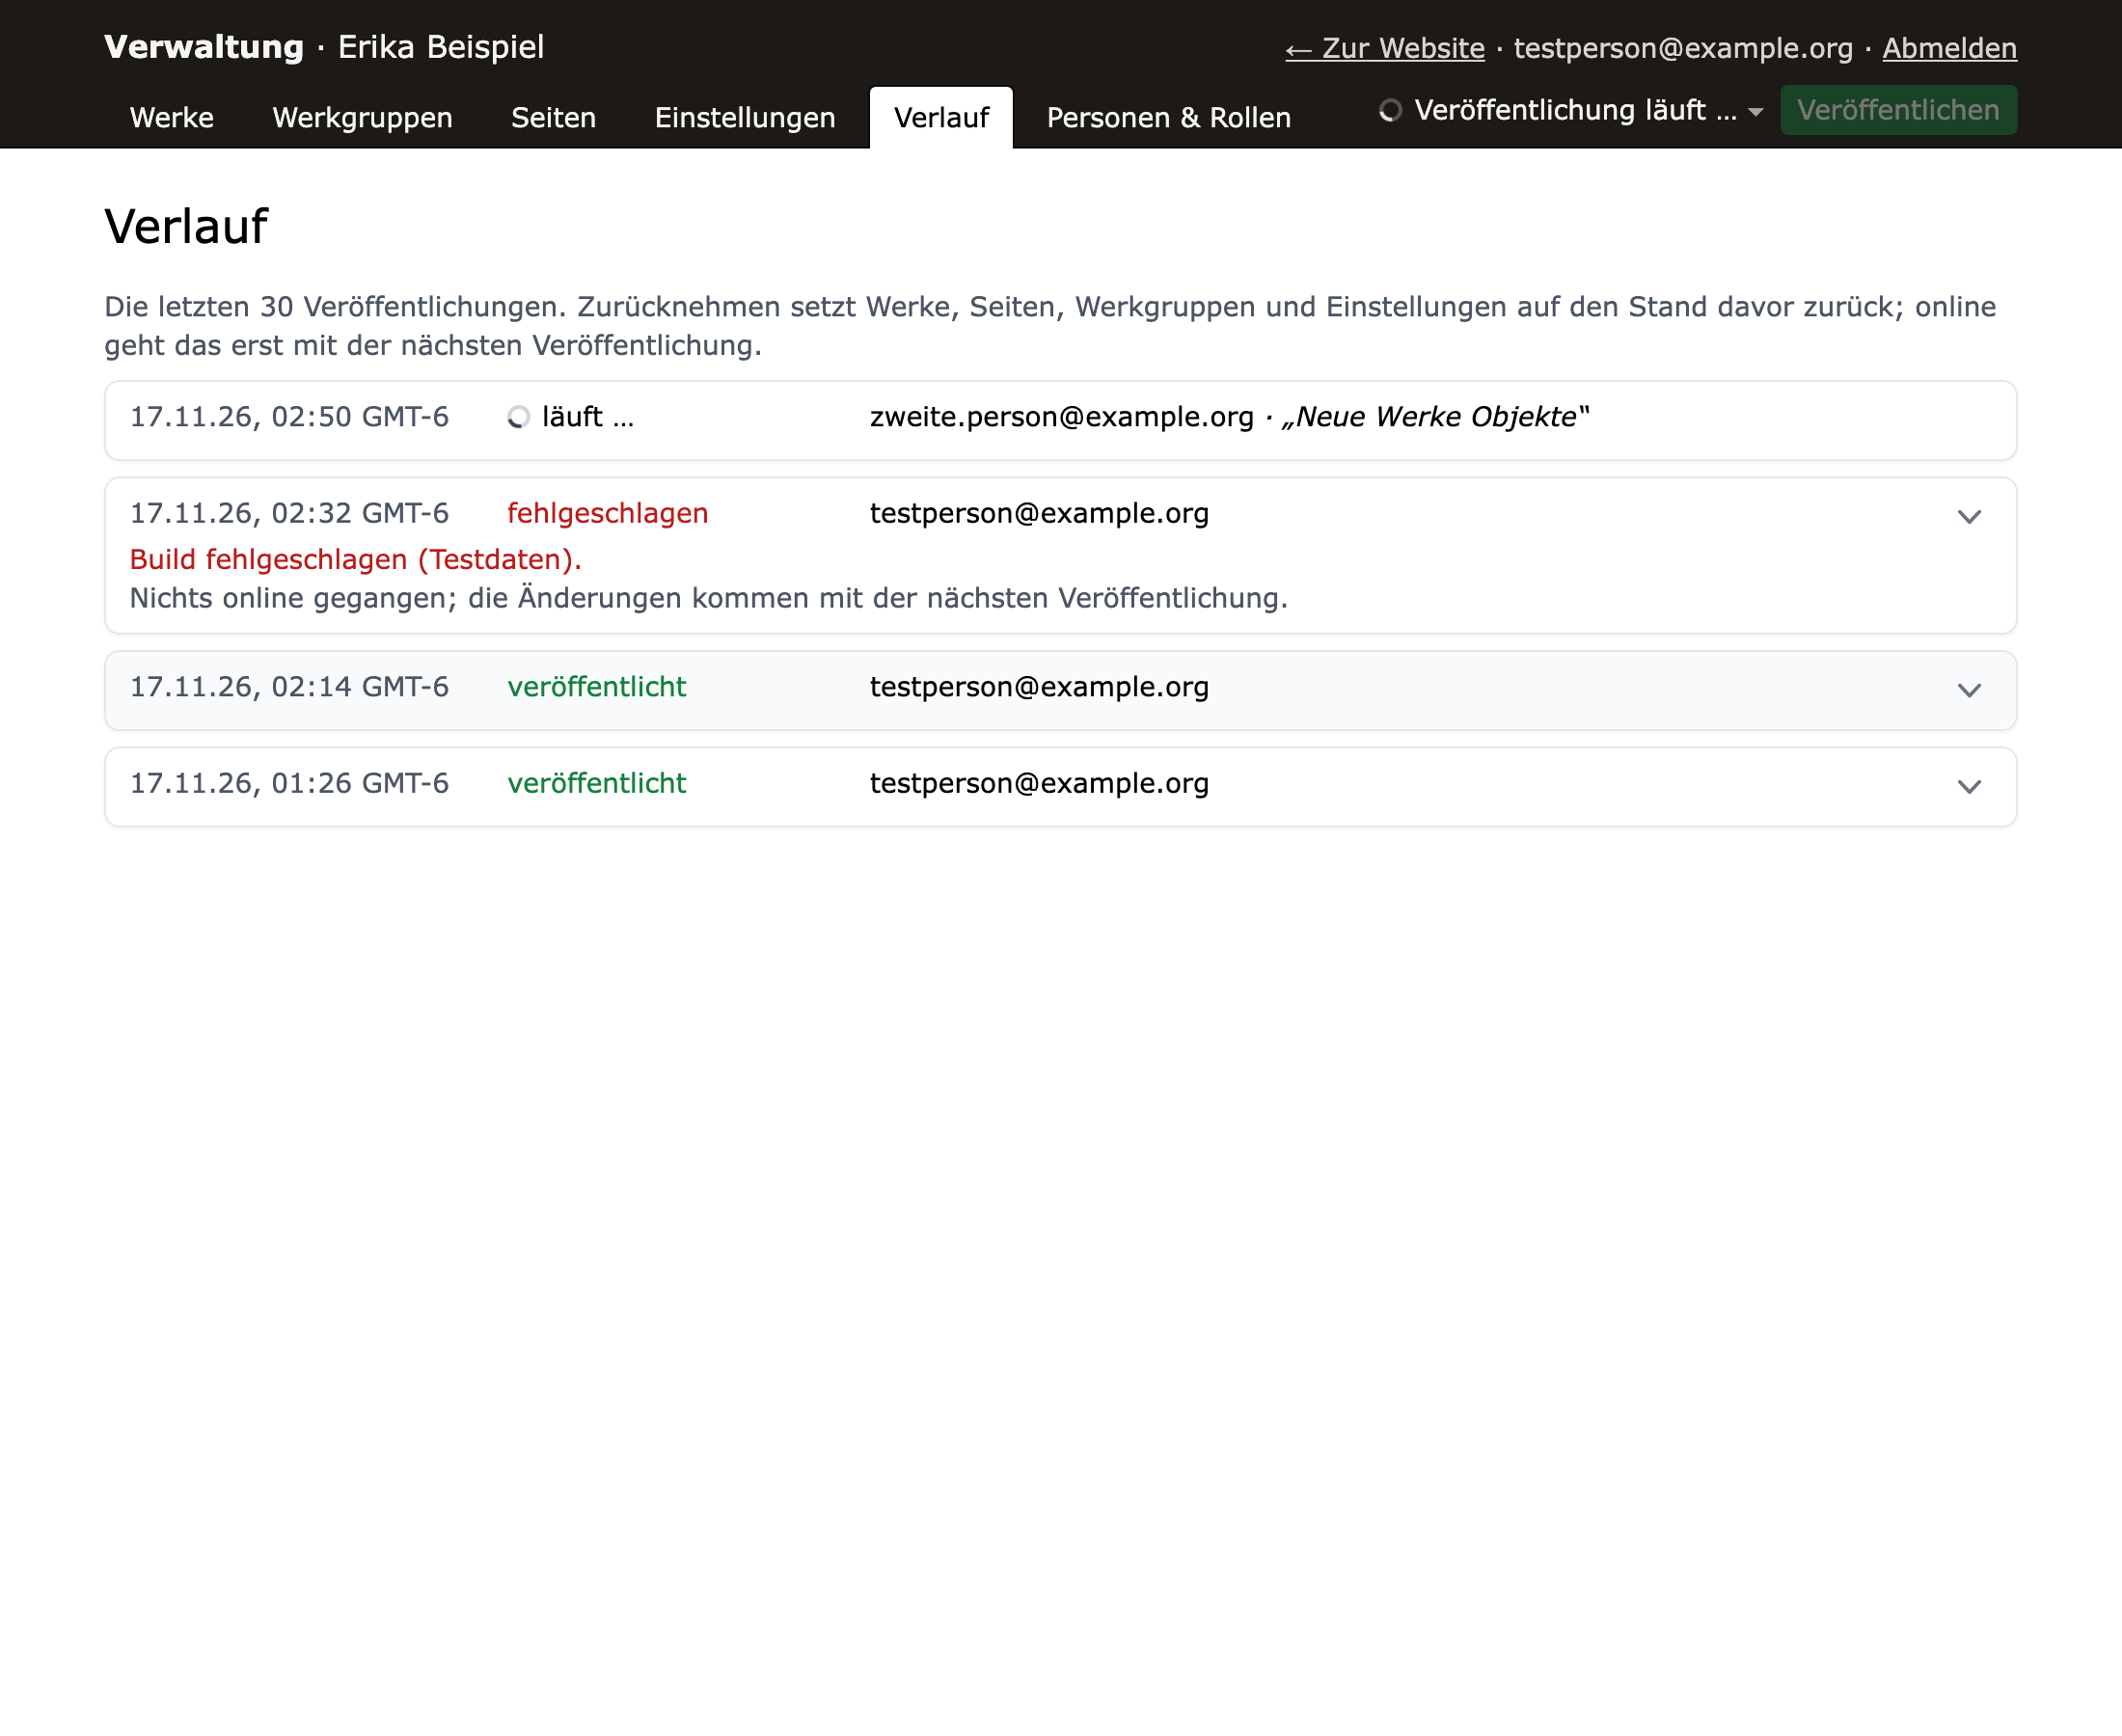 Verwaltung · Erika Beispiel
← Zur Website · testperson@example.org · Abmelden
Werke Werkgruppen Seiten Einstellungen Verlauf Personen & Rollen Veröffentlichung läuft ... Veröffentlichen
Verlauf
Die letzten 30 Veröffentlichungen. Zurücknehmen setzt Werke, Seiten, Werkgruppen und Einstellungen auf den Stand davor zurück; online
geht das erst mit der nächsten Veröffentlichung.
17.11.26, 02:50 GMT-6 läuft ... zweite.person@example.org · „Neue Werke Objekte“
17.11.26, 02:32 GMT-6 fehlgeschlagen testperson@example.org
Build fehlgeschlagen (Testdaten).
Nichts online gegangen; die Änderungen kommen mit der nächsten Veröffentlichung.
17.11.26, 02:14 GMT-6 veröffentlicht testperson@example.org
17.11.26, 01:26 GMT-6 veröffentlicht testperson@example.org